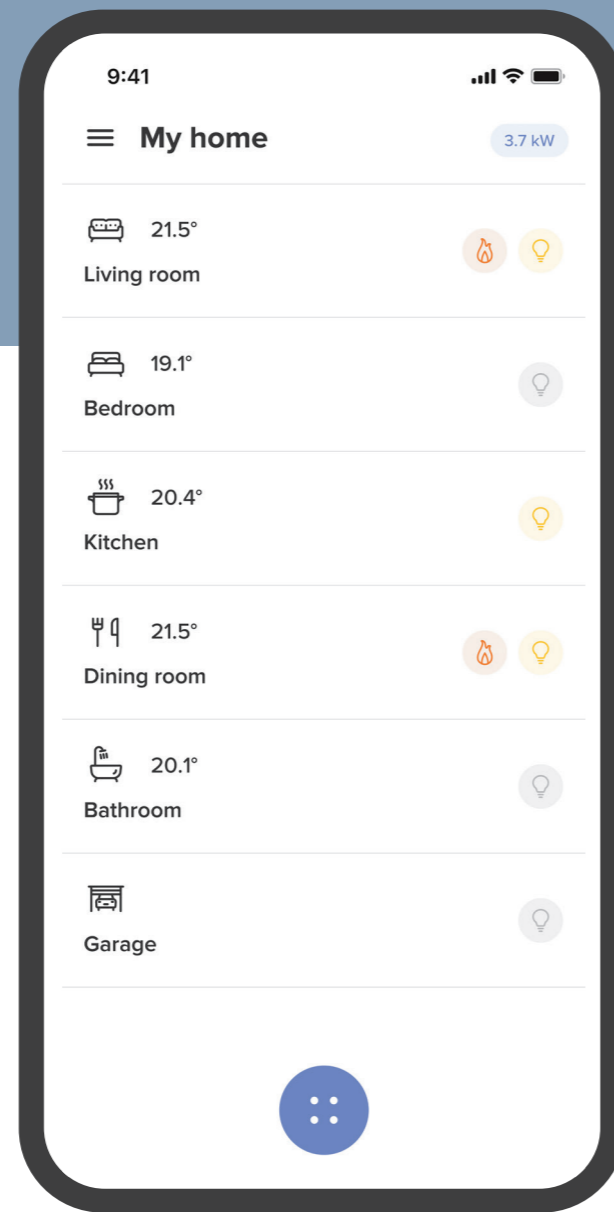 9:41
My home
3.7 kW
21.5°
Living room
19.1°
Bedroom
20.4°
Kitchen
21.5°
Dining room
20.1°
Bathroom
Garage